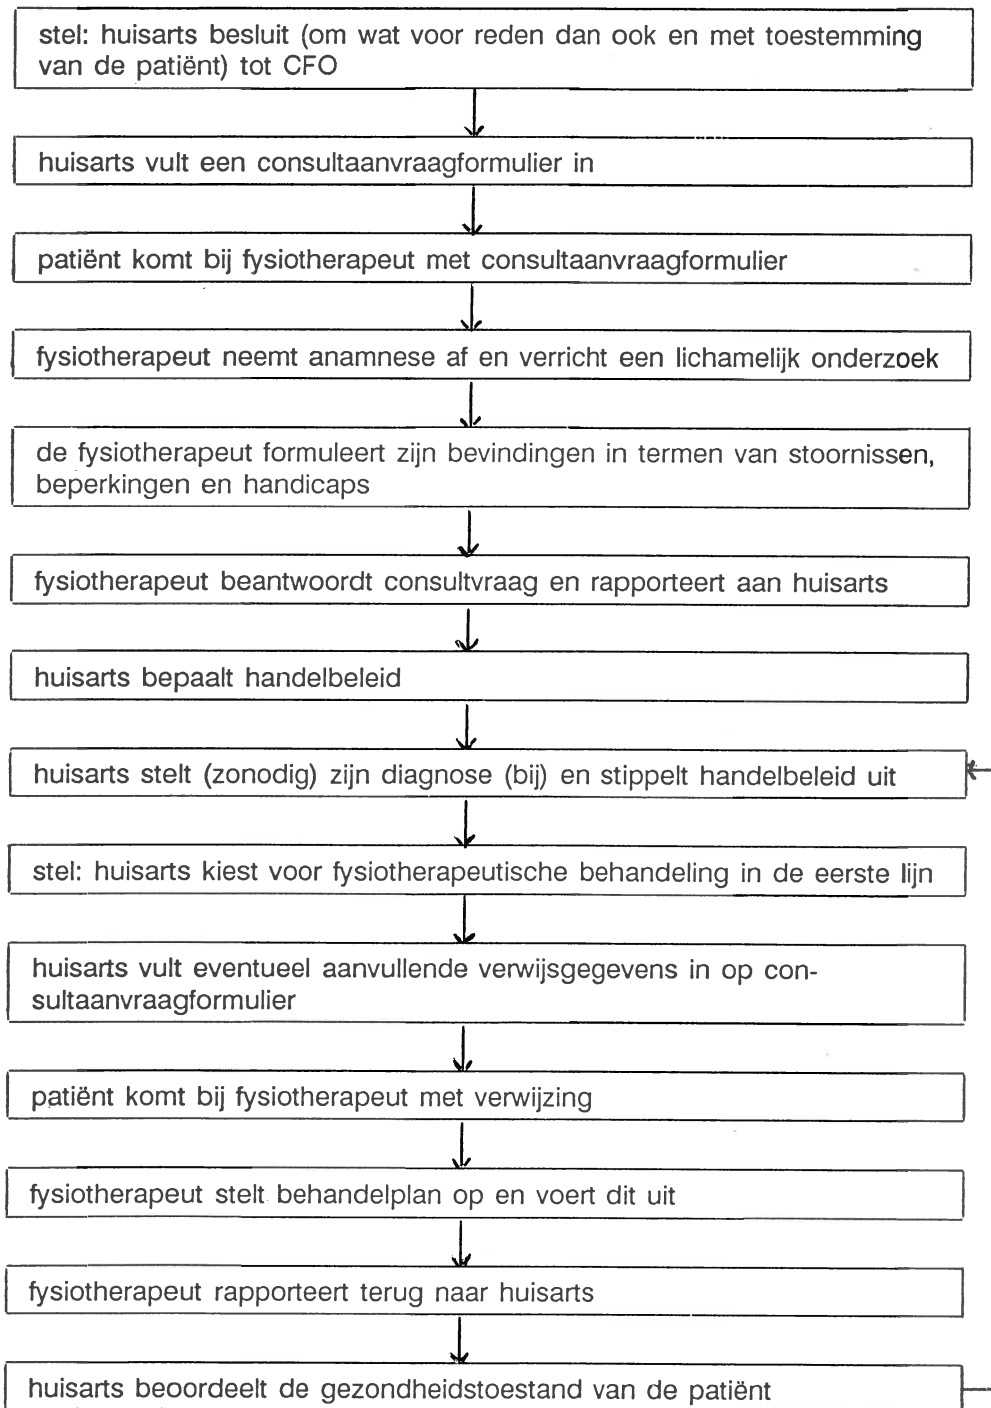 stel: huisarts besluit (om wat voor reden dan ook en met toestemming
van de patiënt) tot CFO
huisarts vult een consultaanvraagformulier in
patiënt komt bij fysiotherapeut met consultaanvraagformulier
fysiotherapeut neemt anamnese af en verricht een lichamelijk onderzoek
de fysiotherapeut formuleert zijn bevindingen in termen van stoornissen,
beperkingen en handicaps
fysiotherapeut beantwoordt consultvraag en rapporteert aan huisarts
huisarts bepaalt handelbeleid
huisarts stelt (zonodig) zijn diagnose (bij) en stippelt handelbeleid uit
stel: huisarts kiest voor fysiotherapeutische behandeling in de eerste lijn
huisarts vult eventueel aanvullende verwijsgegevens in op con-
sultaanvraagformulier
patiënt komt bij fysiotherapeut met verwijzing
fysiotherapeut stelt behandelplan op en voert dit uit
fysiotherapeut rapporteert terug naar huisarts
huisarts beoordeelt de gezondheidstoestand van de patiënt